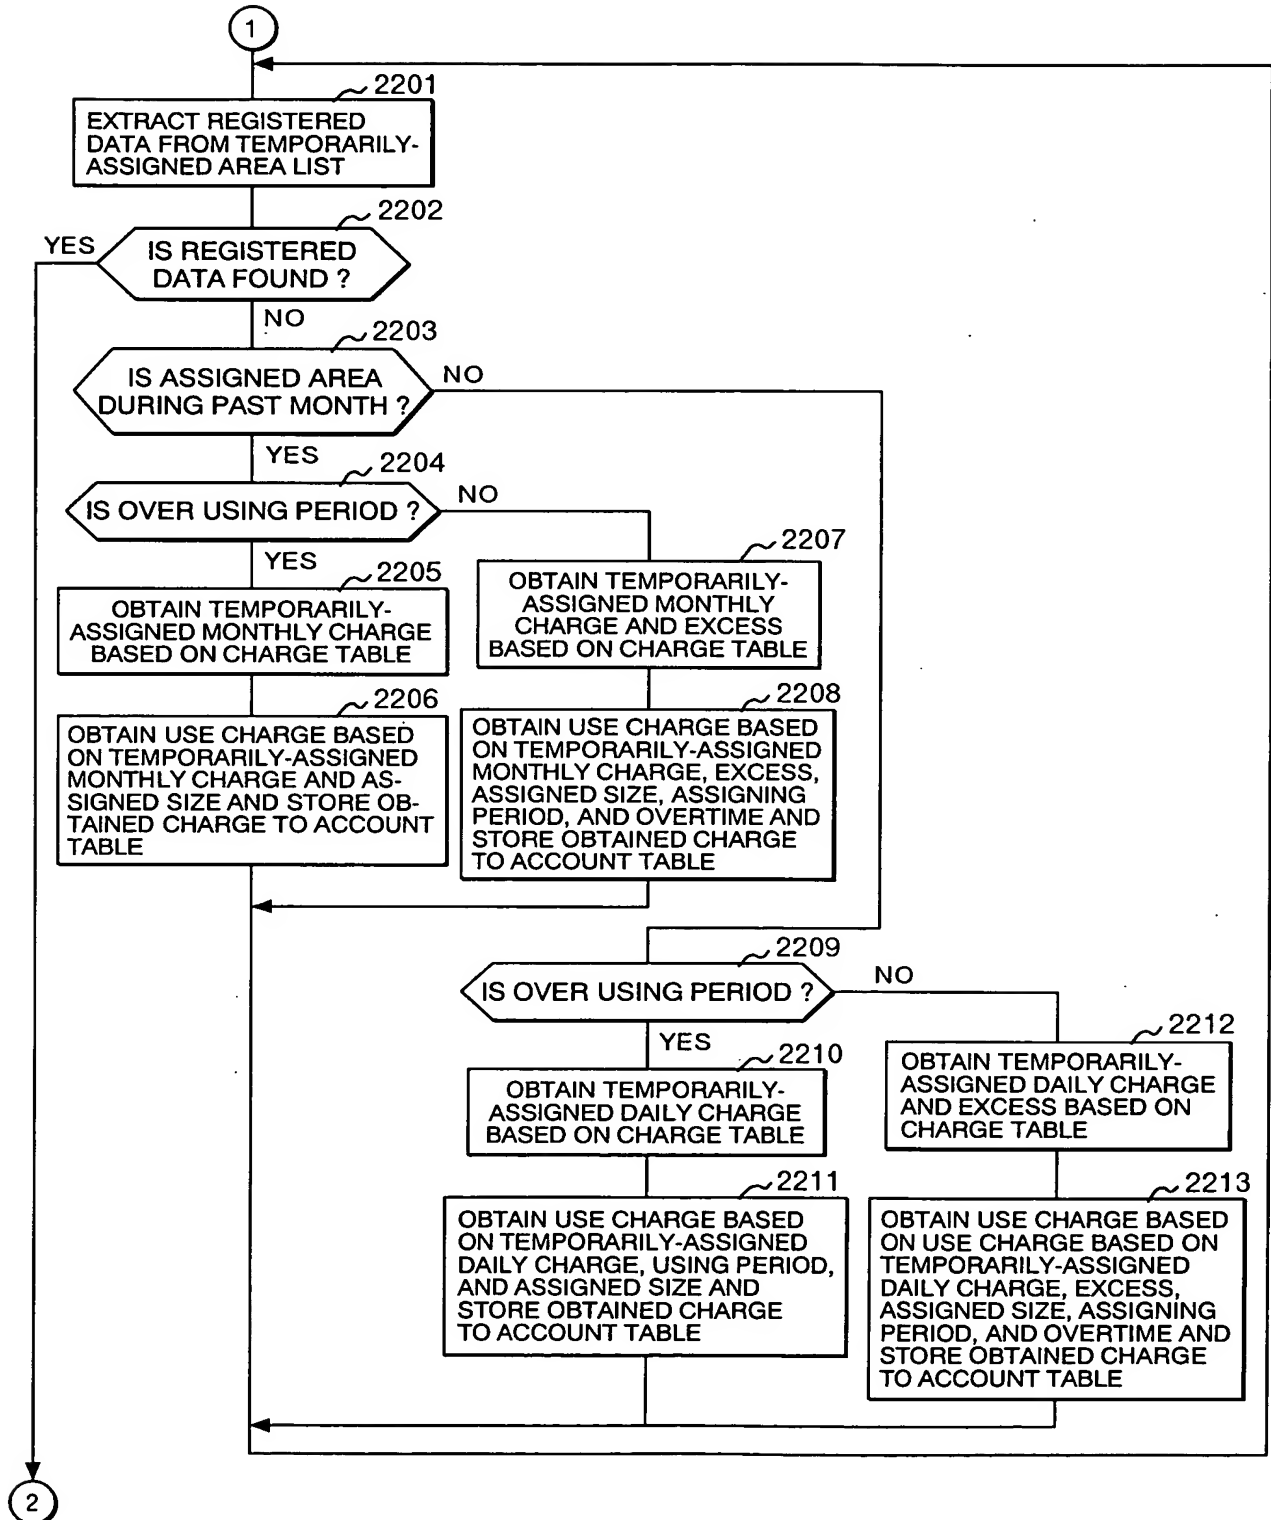 1
2201
EXTRACT REGISTERED
DATA FROM TEMPORARILY-
ASSIGNED AREA LIST
2202
YES
IS REGISTERED
DATA FOUND ?
NO
2203
IS ASSIGNED AREA
DURING PAST MONTH ?
NO
YES
2204
IS OVER USING PERIOD ?
NO
YES
2205
OBTAIN TEMPORARILY-
ASSIGNED MONTHLY CHARGE
BASED ON CHARGE TABLE
2207
OBTAIN TEMPORARILY-
ASSIGNED MONTHLY
CHARGE AND EXCESS
BASED ON CHARGE TABLE
2206
OBTAIN USE CHARGE BASED
ON TEMPORARILY-ASSIGNED
MONTHLY CHARGE AND AS-
SIGNED SIZE AND STORE OB-
TAINED CHARGE TO ACCOUNT
TABLE
2208
OBTAIN USE CHARGE BASED
ON TEMPORARILY-ASSIGNED
MONTHLY CHARGE, EXCESS,
ASSIGNED SIZE, ASSIGNING
PERIOD, AND OVERTIME AND
STORE OBTAINED CHARGE
TO ACCOUNT TABLE
2209
IS OVER USING PERIOD ?
NO
YES
2210
OBTAIN TEMPORARILY-
ASSIGNED DAILY CHARGE
BASED ON CHARGE TABLE
2212
OBTAIN TEMPORARILY-
ASSIGNED DAILY CHARGE
AND EXCESS BASED ON
CHARGE TABLE
2211
OBTAIN USE CHARGE BASED
ON TEMPORARILY-ASSIGNED
DAILY CHARGE, USING PERIOD,
AND ASSIGNED SIZE AND
STORE OBTAINED CHARGE
TO ACCOUNT TABLE
2213
OBTAIN USE CHARGE BASED
ON USE CHARGE BASED ON
TEMPORARILY-ASSIGNED
DAILY CHARGE, EXCESS,
ASSIGNED SIZE, ASSIGNING
PERIOD, AND OVERTIME AND
STORE OBTAINED CHARGE
TO ACCOUNT TABLE
2